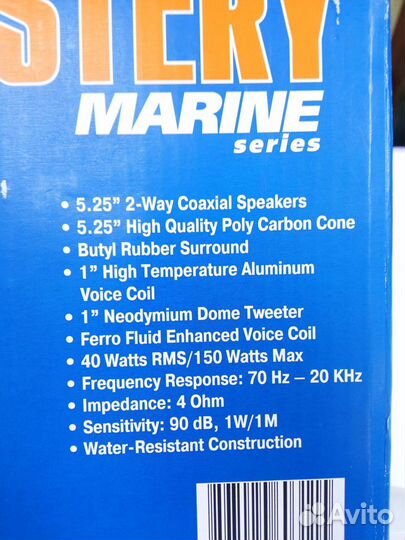 STERY
MARINE
series
• 5.25” 2-Way Coaxial Speakers
• 5.25” High Quality Poly Carbon Cone
• Butyl Rubber Surround
• 1” High Temperature Aluminum
Voice Coil
• 1” Neodymium Dome Tweeter
• Ferro Fluid Enhanced Voice Coil
• 40 Watts RMS/150 Watts Max
• Frequency Response: 70 Hz – 20 KHz
• Impedance: 4 Ohm
• Sensitivity: 90 dB, 1W/1M
• Water-Resistant Construction
Avito